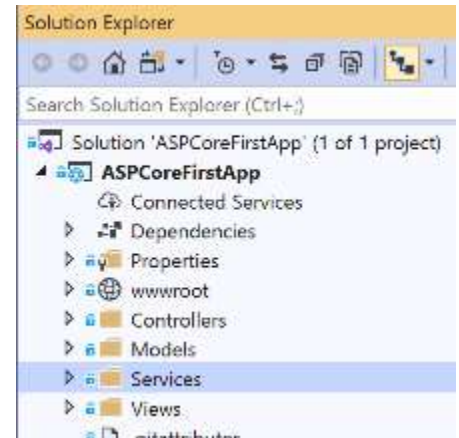 Solution Explorer
Search Solution Explorer (Ctrl+;)
Solution 'ASPCoreFirstApp' (1 of 1 project)
ASPCoreFirstApp
Connected Services
Dependencies
Properties
wwwroot
Controllers
Models
Services
Views
.gitattributes